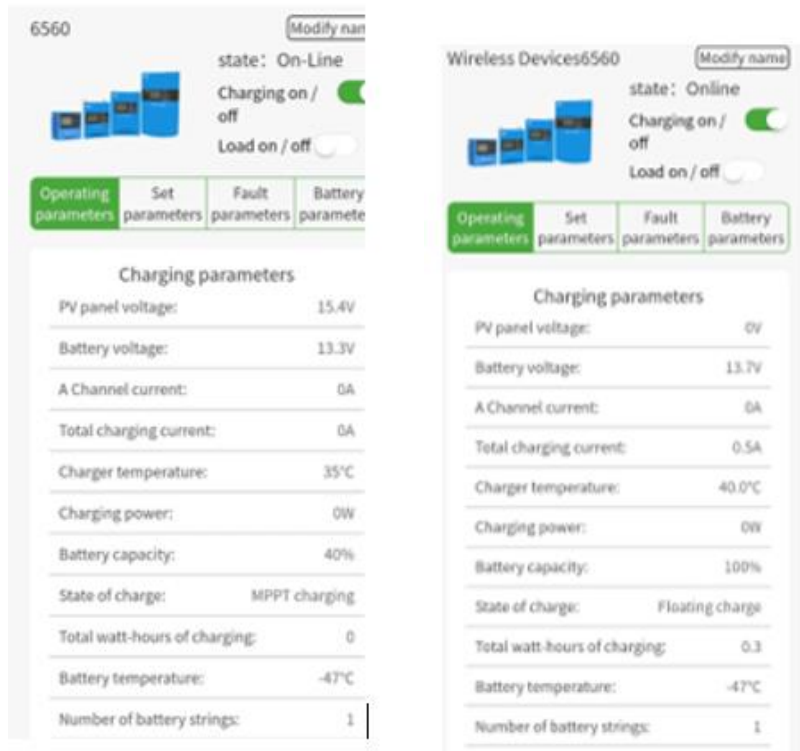 6560
Modify nam
state: On-Line
Charging on /
off
Load on / off
Operating parameters
Set parameters
Fault parameters
Battery paramete
Charging parameters
PV panel voltage: 15.4V
Battery voltage: 13.3V
A Channel current: 0A
Total charging current: 0A
Charger temperature: 35°C
Charging power: 0W
Battery capacity: 40%
State of charge: MPPT charging
Total watt-hours of charging: 0
Battery temperature: -47°C
Number of battery strings: 1
Wireless Devices6560
Modify name
state: Online
Charging on /
off
Load on / off
Operating parameters
Set parameters
Fault parameters
Battery parameters
Charging parameters
PV panel voltage: 0V
Battery voltage: 13.7V
A Channel current: 0A
Total charging current: 0.5A
Charger temperature: 40.0°C
Charging power: 0W
Battery capacity: 100%
State of charge: Floating charge
Total watt-hours of charging: 0.3
Battery temperature: -47°C
Number of battery strings: 1